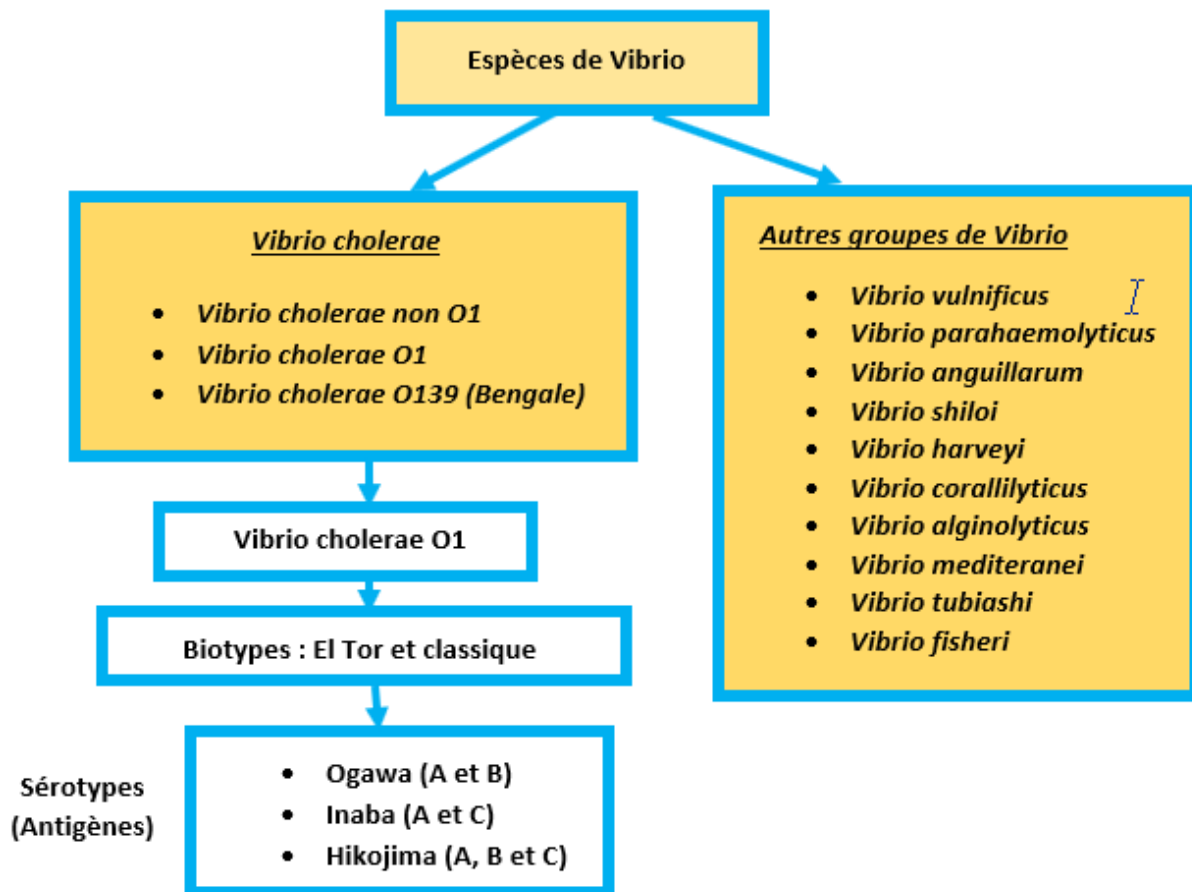 Espèces de Vibrio
Vibrio cholerae
• Vibrio cholerae non O1
• Vibrio cholerae O1
• Vibrio cholerae O139 (Bengale)
Autres groupes de Vibrio
• Vibrio vulnificus
• Vibrio parahaemolyticus
• Vibrio anguillarum
• Vibrio shiloi
• Vibrio harveyi
• Vibrio corallilyticus
• Vibrio alginolyticus
• Vibrio mediteranei
• Vibrio tubiashi
• Vibrio fisheri
Vibrio cholerae O1
Biotypes : El Tor et classique
Sérotypes
(Antigènes)
• Ogawa (A et B)
• Inaba (A et C)
• Hikojima (A, B et C)